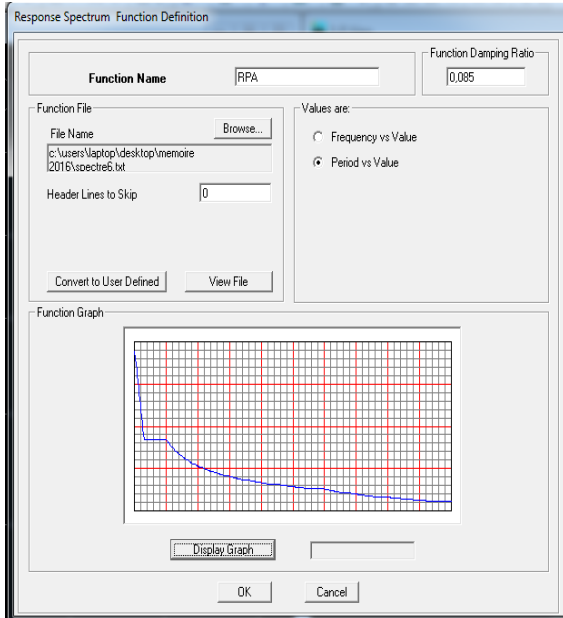 Response Spectrum Function Definition
Function Damping Ratio
Function Name
RPA
0,085
Function File
Values are:
File Name
Browse...
Frequency vs Value
c:\users\laptop\desktop\memoire
2016\spectre6.txt
Period vs Value
Header Lines to Skip
0
Convert to User Defined
View File
Function Graph
Display Graph
OK
Cancel